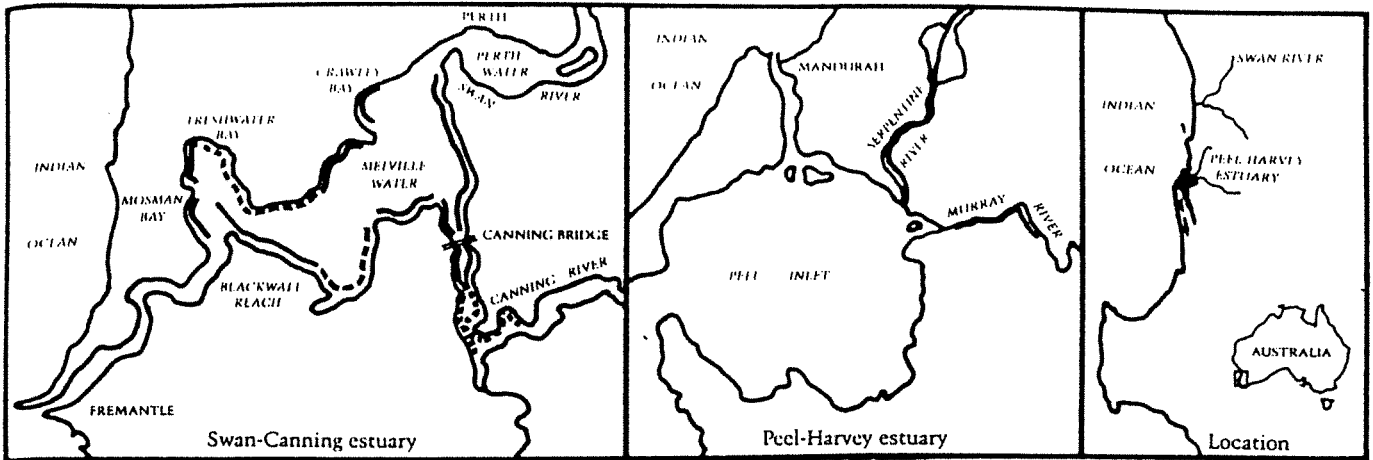 PERTH
PERTH
WATER
SWAN
RIVER
CRAWLEY
BAY
FRESHWATER
BAY
INDIAN
OCEAN
MELVILLE
WATER
MOSMAN
BAY
CANNING BRIDGE
CANNING RIVER
BLACKWALL
REACH
FREMANTLE
Swan-Canning estuary
INDIAN
OCEAN
MANDURAH
SERPENTINE
RIVER
MURRAY
RIVER
PEEL INLET
Peel-Harvey estuary
SWAN RIVER
INDIAN
OCEAN
PEEL HARVEY
ESTUARY
AUSTRALIA
Location